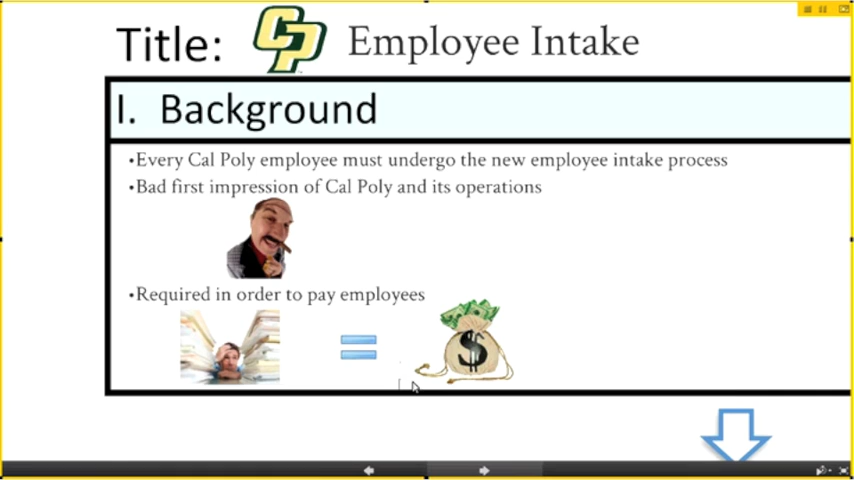 Title: CP Employee Intake
I. Background
•Every Cal Poly employee must undergo the new employee intake process
•Bad first impression of Cal Poly and its operations
•Required in order to pay employees
$